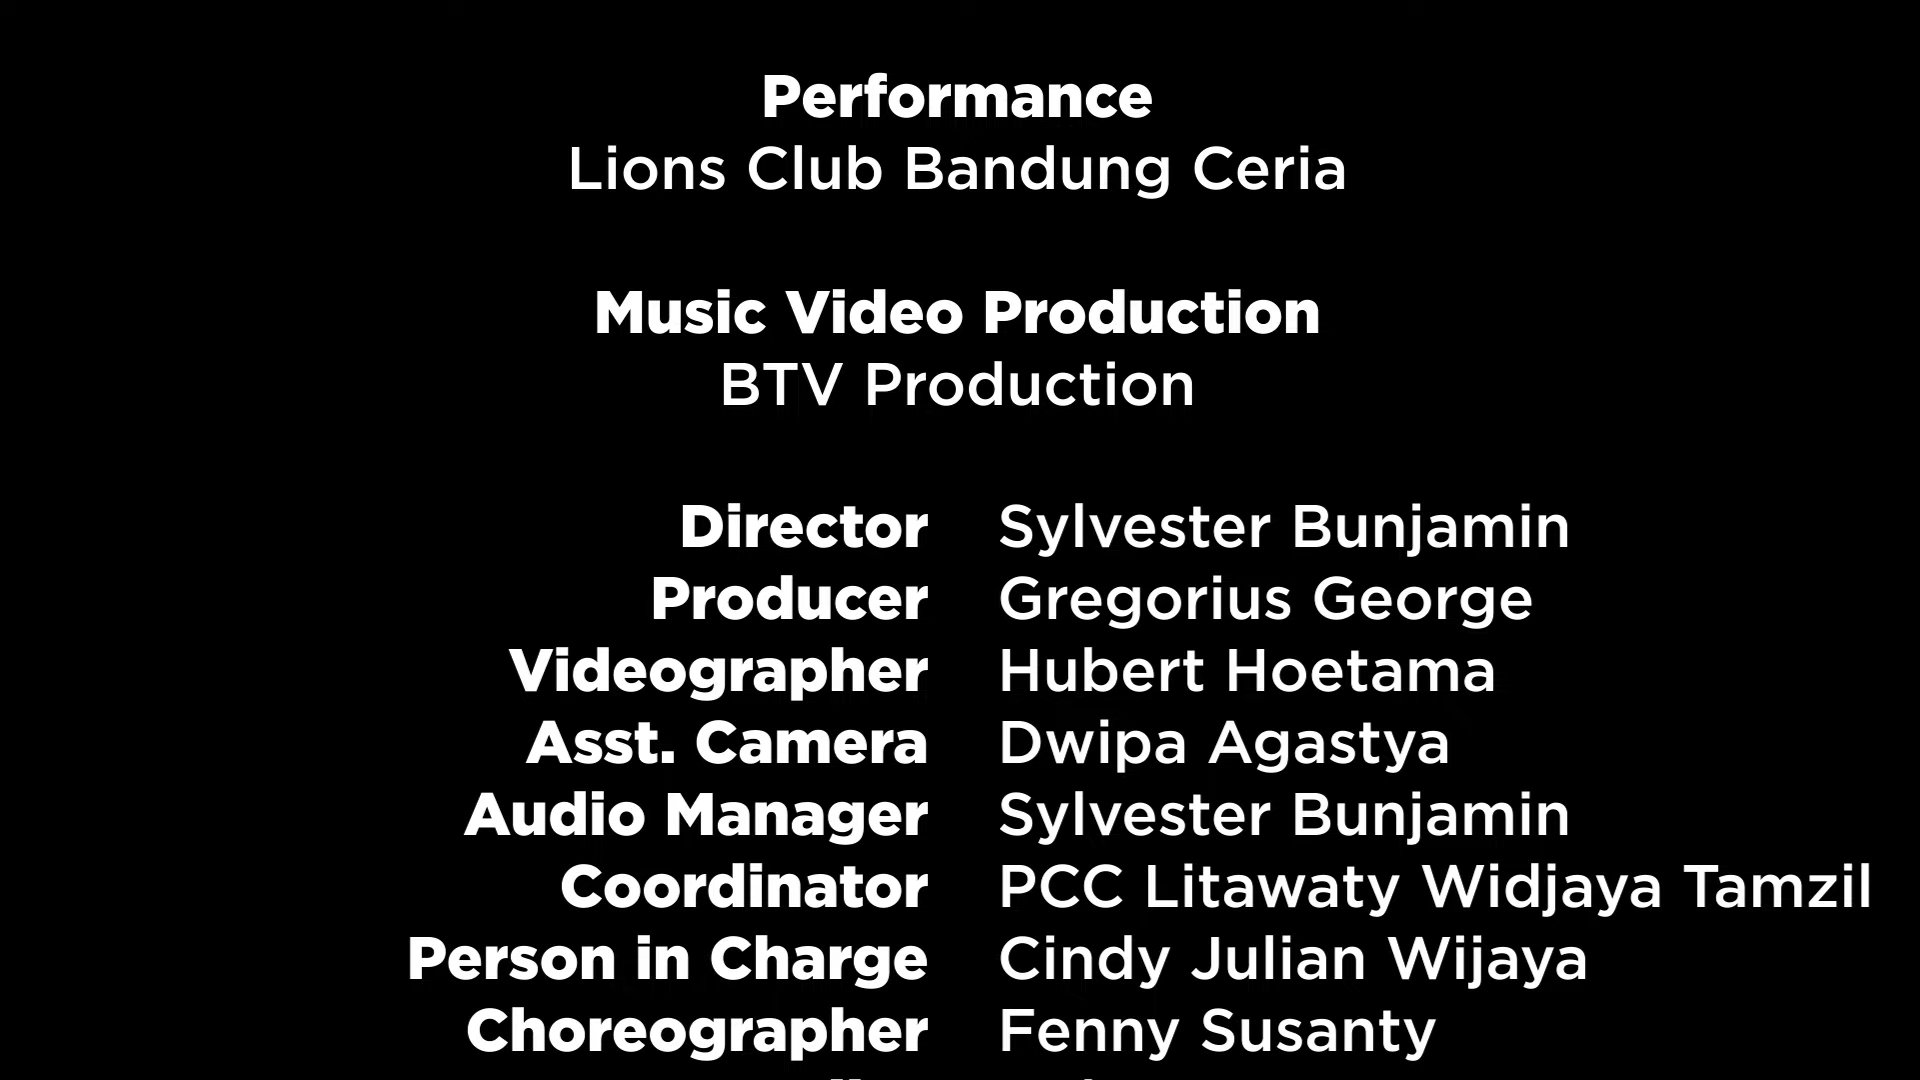 Performance
Lions Club Bandung Ceria
Music Video Production
BTV Production
Director Sylvester Bunjamin
Producer Gregorius George
Videographer Hubert Hoetama
Asst. Camera Dwipa Agastya
Audio Manager Sylvester Bunjamin
Coordinator PCC Litawaty Widjaya Tamzil
Person in Charge Cindy Julian Wijaya
Choreographer Fenny Susanty